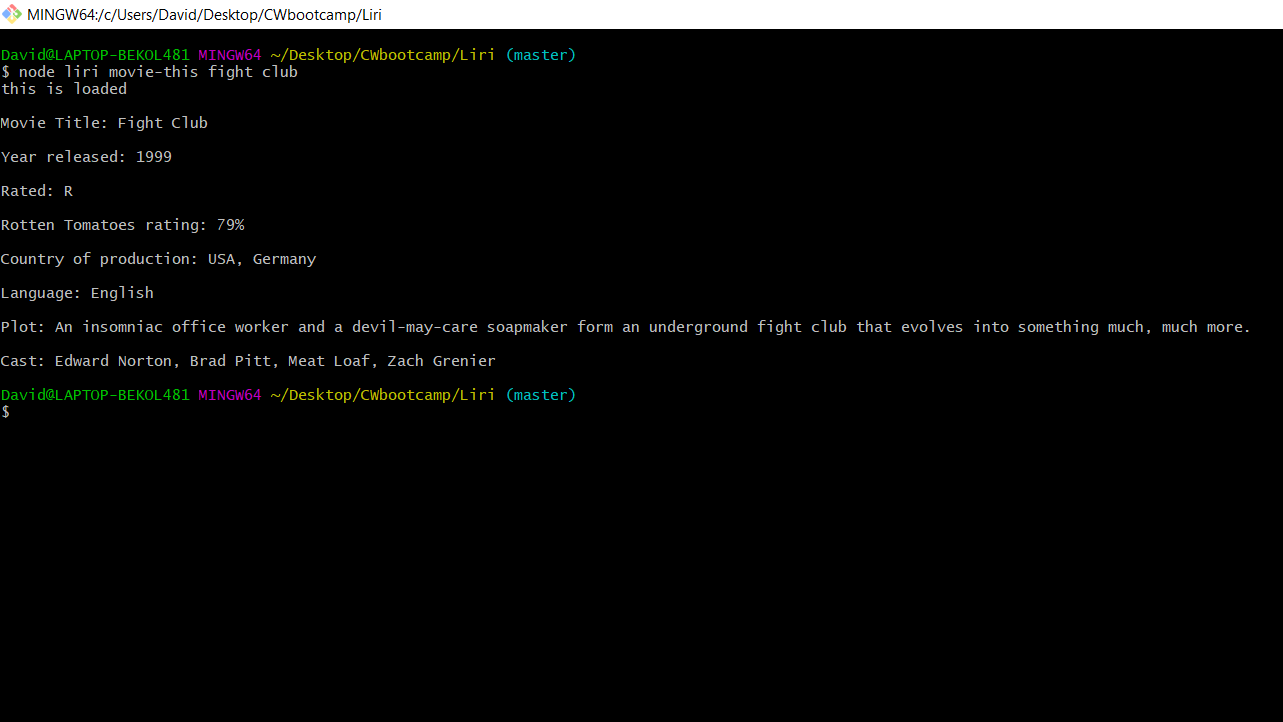 MINGW64:/c/Users/David/Desktop/CWbootcamp/Liri
David@LAPTOP-BEKOL481 MINGW64 ~/Desktop/CWbootcamp/Liri (master)
$ node liri movie-this fight club
this is loaded
Movie Title: Fight Club
Year released: 1999
Rated: R
Rotten Tomatoes rating: 79%
Country of production: USA, Germany
Language: English
Plot: An insomniac office worker and a devil-may-care soapmaker form an underground fight club that evolves into something much, much more.
Cast: Edward Norton, Brad Pitt, Meat Loaf, Zach Grenier
David@LAPTOP-BEKOL481 MINGW64 ~/Desktop/CWbootcamp/Liri (master)
$